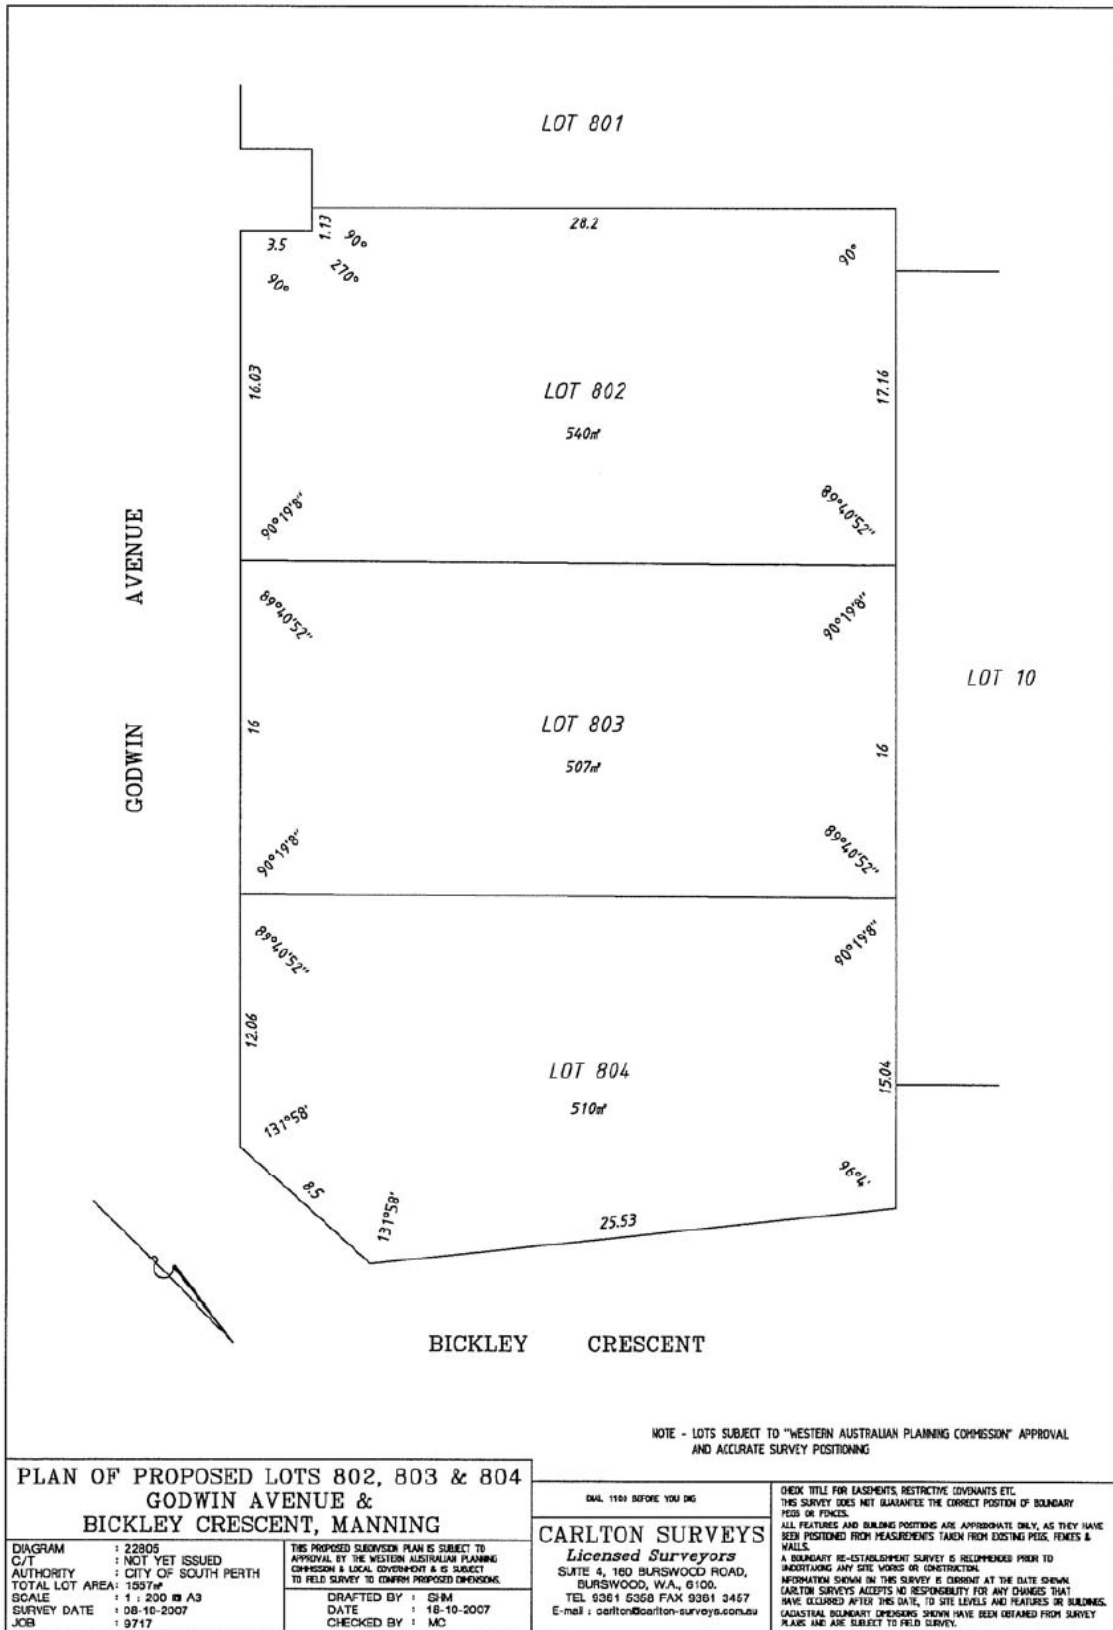 LOT 801
28.2
1.13
90°
3.5
270°
90°
90°
16.03
17.16
LOT 802
540m²
90°19'8"
89°40'52"
GODWIN AVENUE
89°40'52"
90°19'8"
LOT 10
LOT 803
507m²
16
16
90°19'8"
89°40'52"
89°40'52"
90°19'8"
12.06
15.04
LOT 804
510m²
131°58'
96°4'
8.5
131°58'
25.53
BICKLEY CRESCENT
NOTE - LOTS SUBJECT TO "WESTERN AUSTRALIAN PLANNING COMMISSION" APPROVAL
AND ACCURATE SURVEY POSITIONING
PLAN OF PROPOSED LOTS 802, 803 & 804
GODWIN AVENUE &
BICKLEY CRESCENT, MANNING
DIAGRAM : 22805
C/T : NOT YET ISSUED
AUTHORITY : CITY OF SOUTH PERTH
TOTAL LOT AREA: 1557m²
SCALE : 1 : 200 @ A3
SURVEY DATE : 08-10-2007
JOB : 9717
THIS PROPOSED SUBDIVISION PLAN IS SUBJECT TO
APPROVAL BY THE WESTERN AUSTRALIAN PLANNING
COMMISSION & LOCAL GOVERNMENT & IS SUBJECT
TO FIELD SURVEY TO CONFIRM PROPOSED DIMENSIONS.
DRAFTED BY : SHM
DATE : 18-10-2007
CHECKED BY : MC
DIAL 1100 BEFORE YOU DIG
CARLTON SURVEYS
Licensed Surveyors
SUITE 4, 160 BURSWOOD ROAD,
BURSWOOD, W.A., 6100.
TEL 9361 5358 FAX 9361 3457
E-mail : carlton@carlton-surveys.com.au
CHECK TITLE FOR EASEMENTS, RESTRICTIVE COVENANTS ETC.
THIS SURVEY DOES NOT GUARANTEE THE CORRECT POSITION OF BOUNDARY
PEGS OR FENCES.
ALL FEATURES AND BUILDING POSITIONS ARE APPROXIMATE ONLY, AS THEY HAVE
BEEN POSITIONED FROM MEASUREMENTS TAKEN FROM EXISTING PEGS, FENCES &
WALLS.
A BOUNDARY RE-ESTABLISHMENT SURVEY IS RECOMMENDED PRIOR TO
UNDERTAKING ANY SITE WORKS OR CONSTRUCTION.
INFORMATION SHOWN ON THIS SURVEY IS CURRENT AT THE DATE SHOWN.
CARLTON SURVEYS ACCEPTS NO RESPONSIBILITY FOR ANY CHANGES THAT
HAVE OCCURRED AFTER THIS DATE, TO SITE LEVELS AND FEATURES OR BUILDINGS.
CADASTRAL BOUNDARY DIMENSIONS SHOWN HAVE BEEN OBTAINED FROM SURVEY
PLANS AND ARE SUBJECT TO FIELD SURVEY.